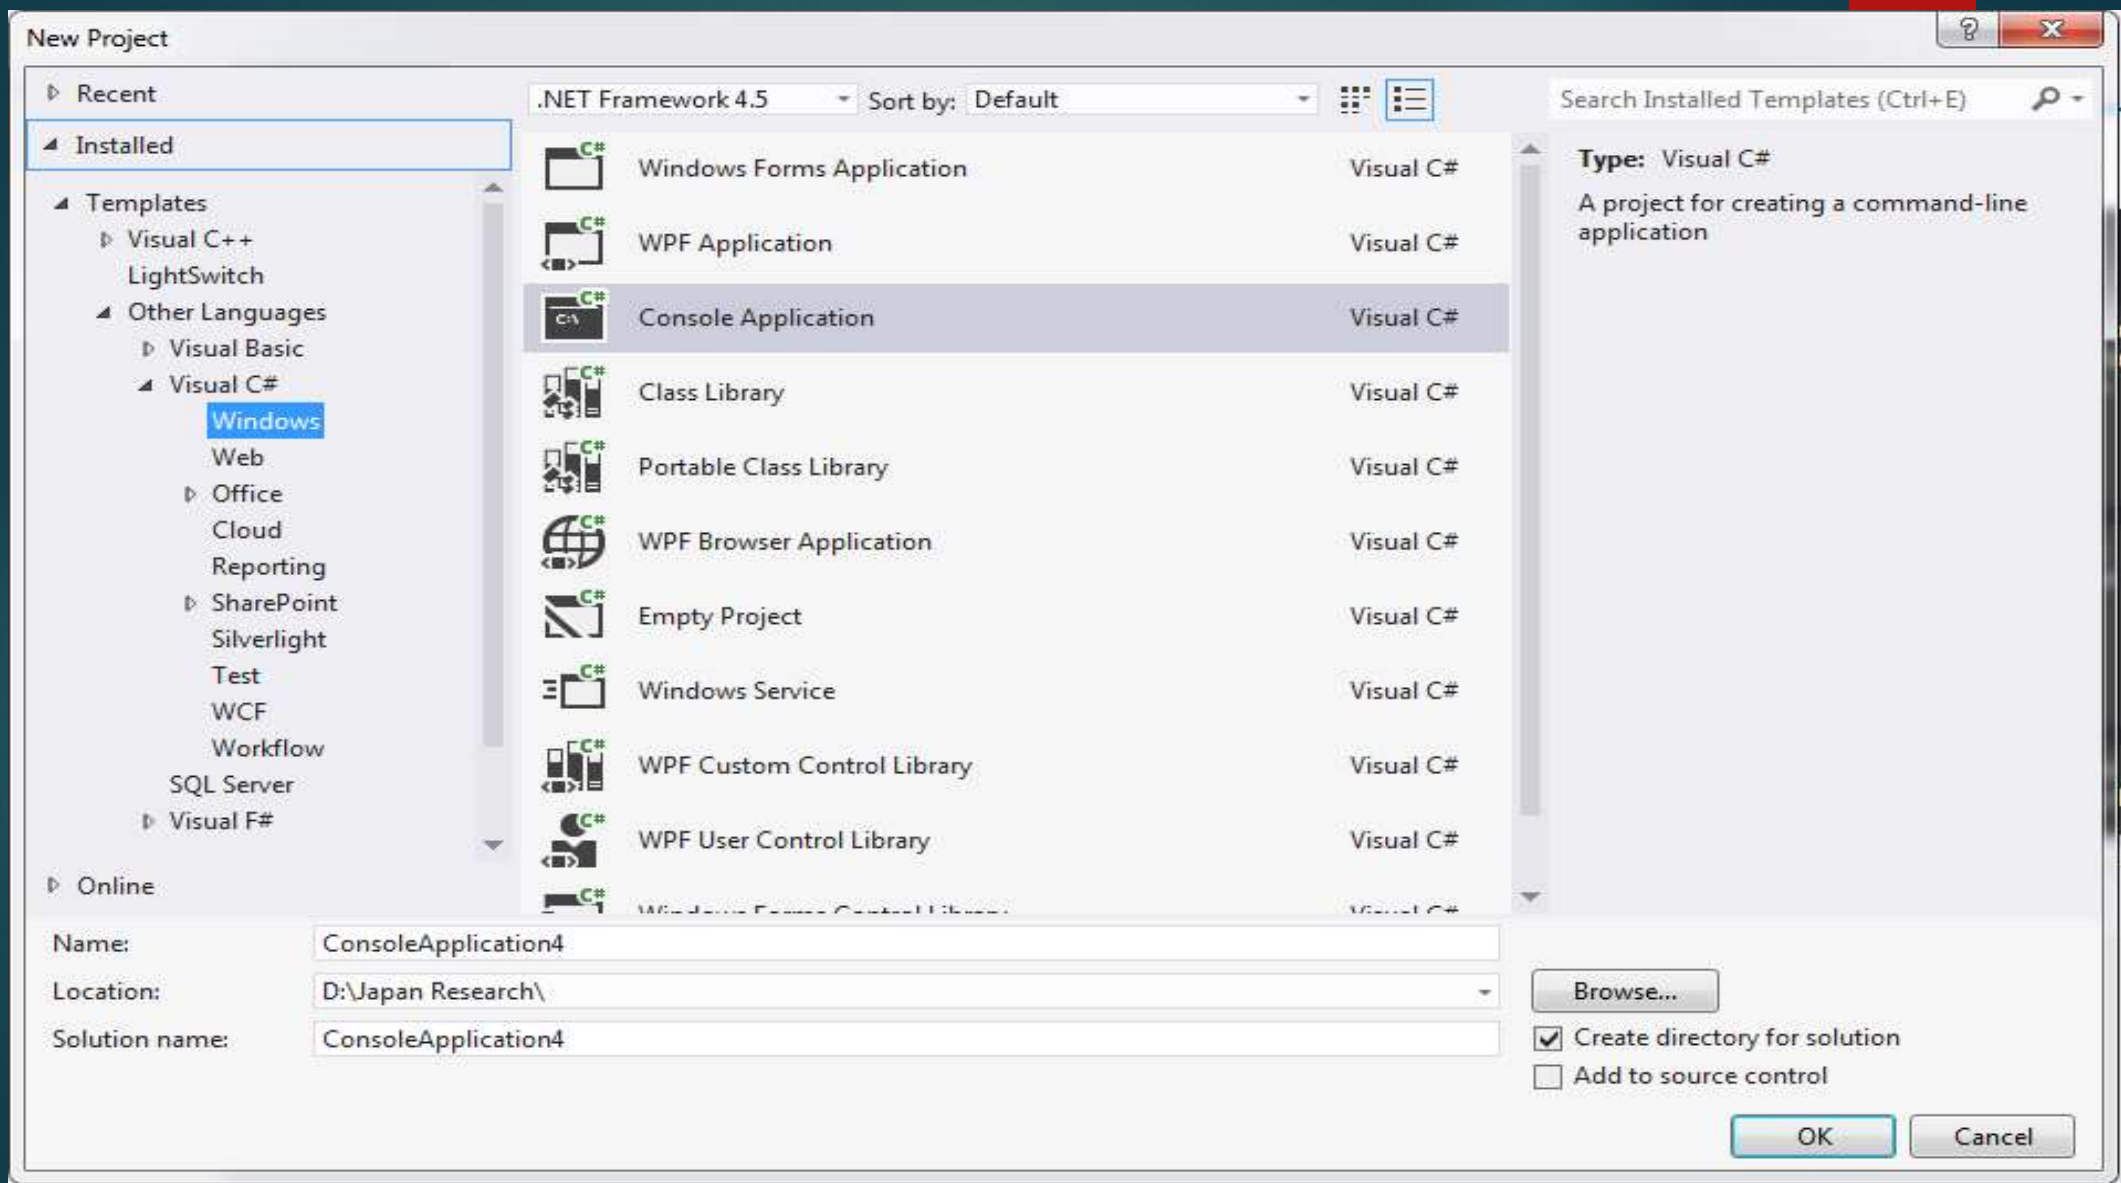 New Project
Recent
Installed
Templates
Visual C++
LightSwitch
Other Languages
Visual Basic
Visual C#
Windows
Web
Office
Cloud
Reporting
SharePoint
Silverlight
Test
WCF
Workflow
SQL Server
Visual F#
Online
.NET Framework 4.5 Sort by: Default
Windows Forms Application Visual C#
WPF Application Visual C#
Console Application Visual C#
Class Library Visual C#
Portable Class Library Visual C#
WPF Browser Application Visual C#
Empty Project Visual C#
Windows Service Visual C#
WPF Custom Control Library Visual C#
WPF User Control Library Visual C#
Windows Forms Control Library Visual C#
Search Installed Templates (Ctrl+E)
Type: Visual C#
A project for creating a command-line
application
Name: ConsoleApplication4
Location: D:\Japan Research\
Browse...
Solution name: ConsoleApplication4
Create directory for solution
Add to source control
OK Cancel